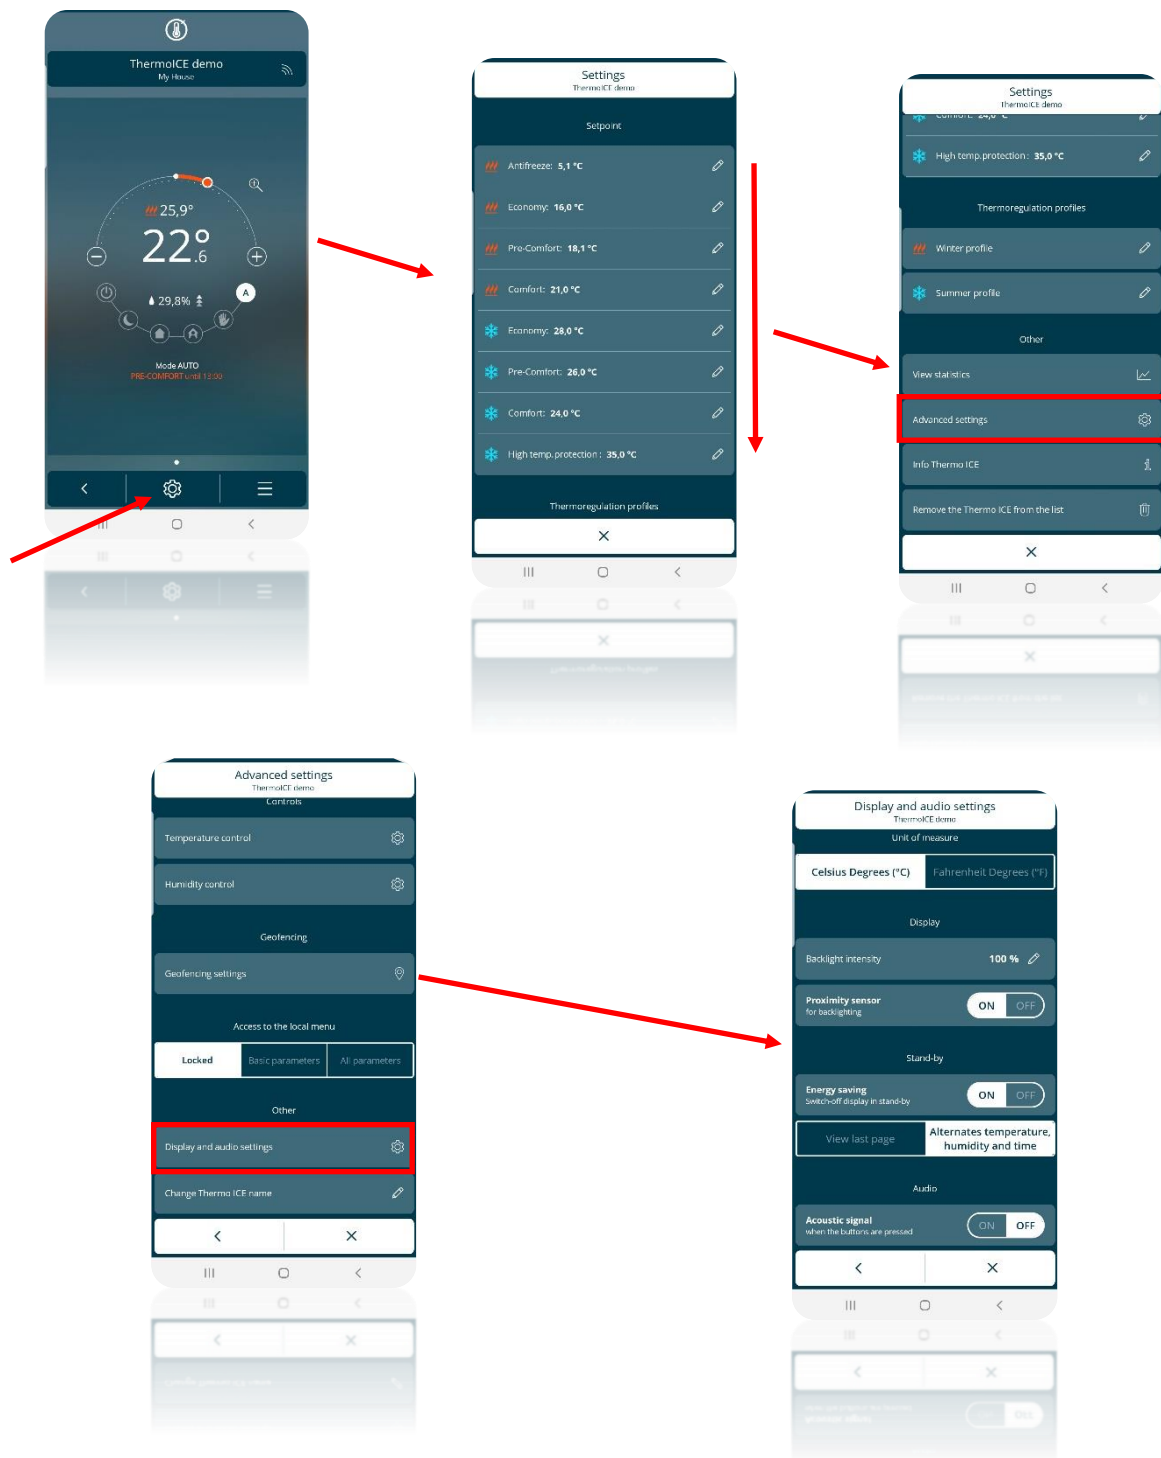 ThermoICE demo
My House
25,9°
22°.6
29,8%
A
Mode AUTO
PRE-COMFORT until 13:00
Settings
ThermoICE demo
Setpoint
Antifreeze: 5,1 °C
Economy: 16,0 °C
Pre-Comfort: 18,1 °C
Comfort: 21,0 °C
Economy: 28,0 °C
Pre-Comfort: 26,0 °C
Comfort: 24,0 °C
High temp.protection : 35,0 °C
Thermoregulation profiles
Settings
ThermoICE demo
Comfort: 24,0 °C
High temp.protection : 35,0 °C
Thermoregulation profiles
Winter profile
Summer profile
Other
View statistics
Advanced settings
Info Thermo ICE
Remove the Thermo ICE from the list
Advanced settings
ThermoICE demo
Controls
Temperature control
Humidity control
Geofencing
Geofencing settings
Access to the local menu
Locked Basic parameters All parameters
Other
Display and audio settings
Change Thermo ICE name
Display and audio settings
ThermoICE demo
Unit of measure
Celsius Degrees (°C) Fahrenheit Degrees (°F)
Display
Backlight intensity 100 %
Proximity sensor
for backlighting
ON OFF
Stand-by
Energy saving
Switch-off display in stand-by
ON OFF
View last page
Alternates temperature,
humidity and time
Audio
Acoustic signal
when the buttons are pressed
ON OFF